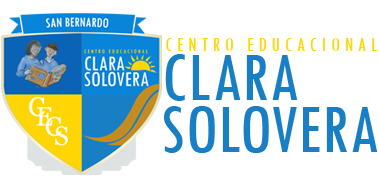 SAN BERNARDO
CENTRO EDUCACIONAL
CLARA
SOLOVERA
CECS
CENTRO EDUCACIONAL
CLARA
SOLOVERA